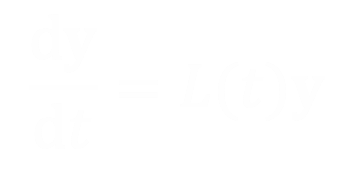 dy/dt = L(t)y